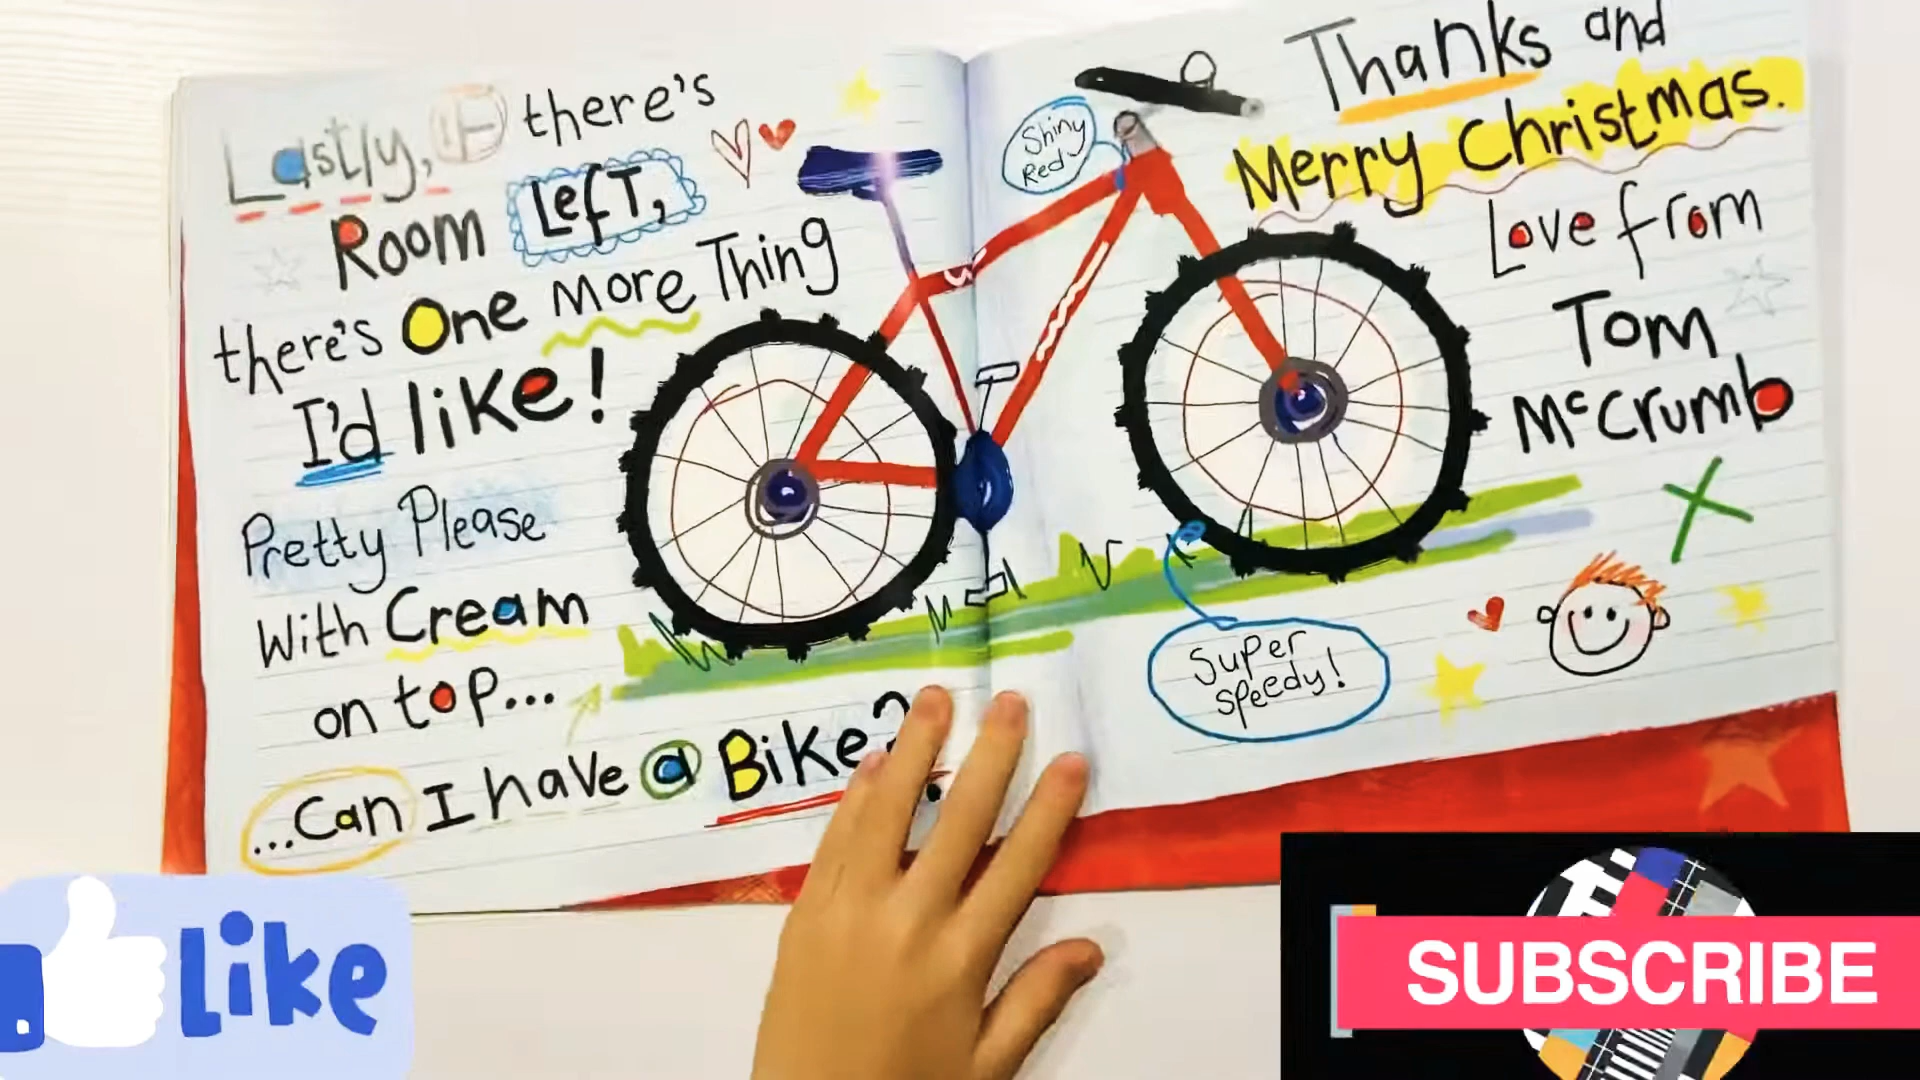 Lastly, IF there's
Room Left,
there's One more Thing
I'd like!
Pretty Please
With Cream
on top...
...Can I have a Bike?
Shiny
Red
Super
speedy!
Thanks and
Merry Christmas.
Love from
Tom
McCrumb
X
Like
SUBSCRIBE